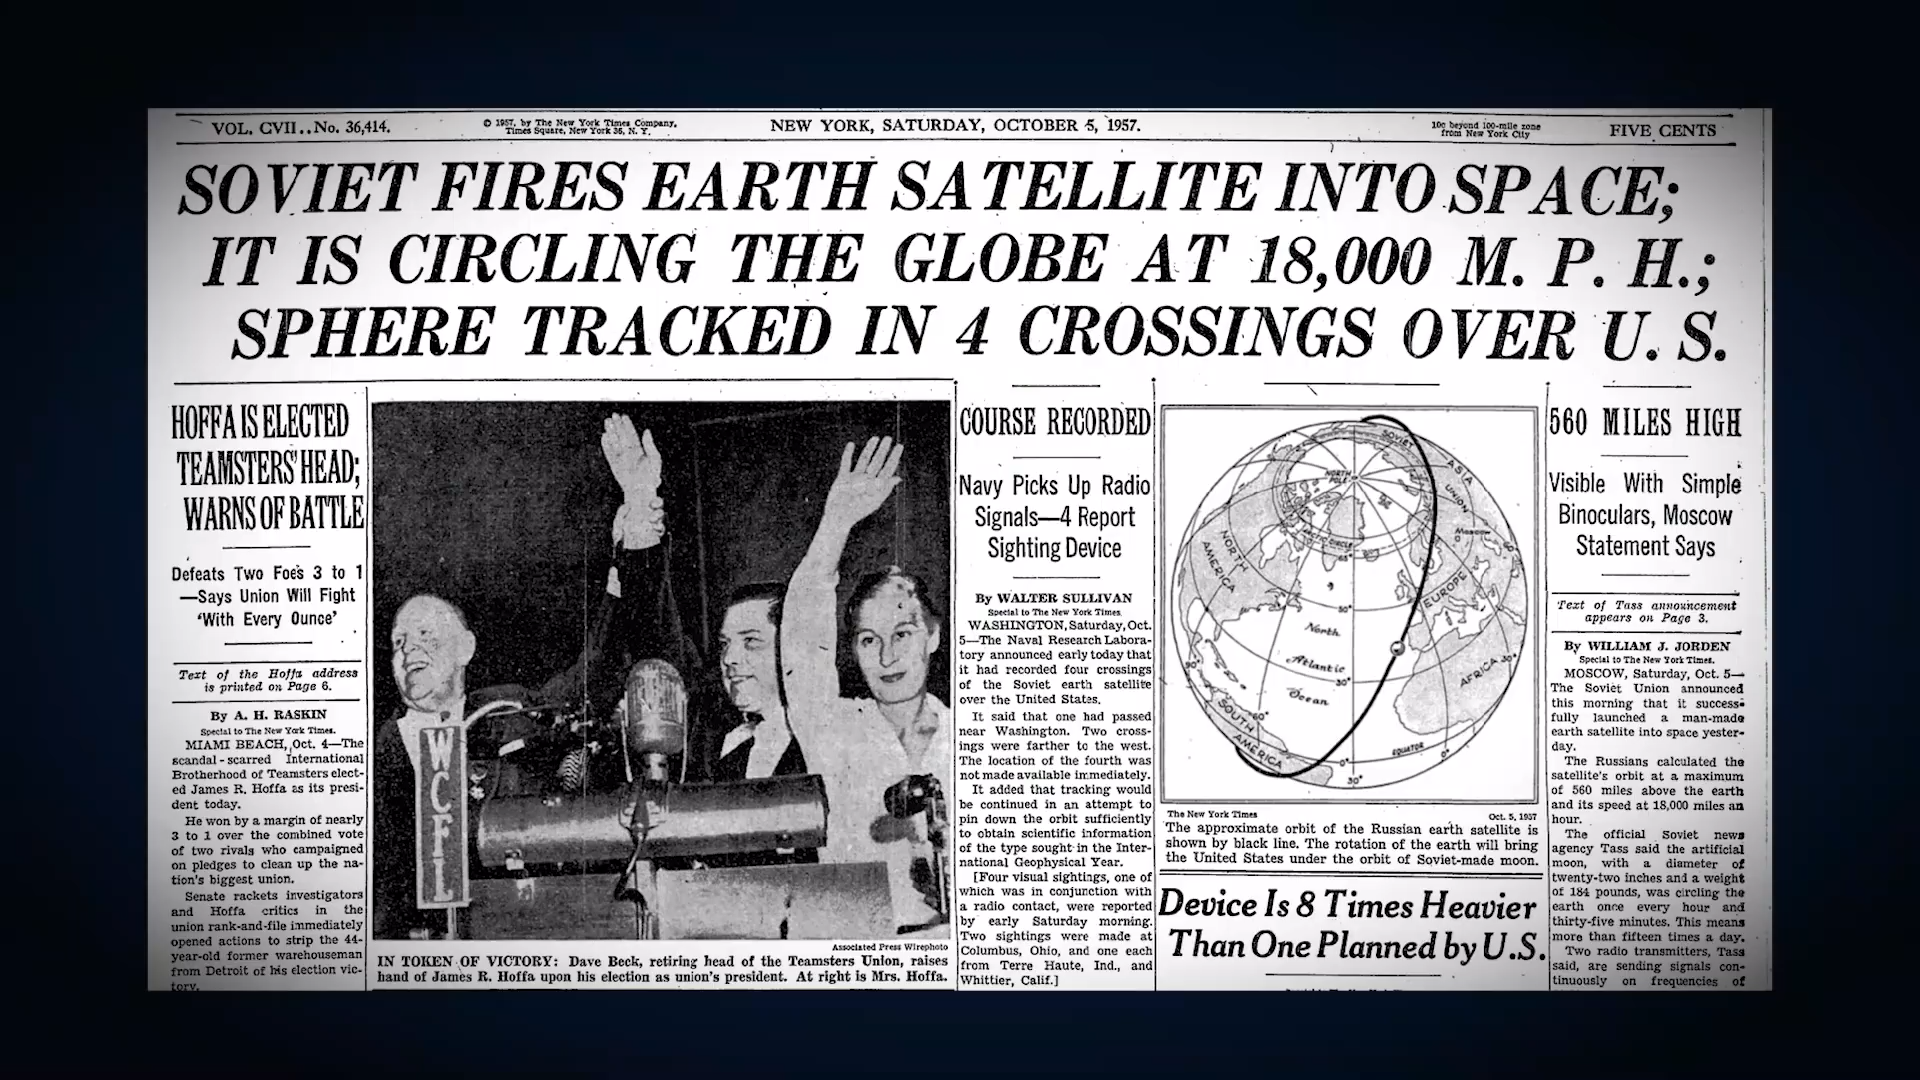 VOL. CVII.. No. 36,414.
© 1957, by The New York Times Company.
Times Square, New York 36, N. Y.
NEW YORK, SATURDAY, OCTOBER 5, 1957.
10c beyond 100-mile zone
from New York City
FIVE CENTS
SOVIET FIRES EARTH SATELLITE INTO SPACE;
IT IS CIRCLING THE GLOBE AT 18,000 M. P. H.;
SPHERE TRACKED IN 4 CROSSINGS OVER U. S.
HOFFA IS ELECTED
TEAMSTERS' HEAD;
WARNS OF BATTLE
Defeats Two Foes 3 to 1
—Says Union Will Fight
'With Every Ounce'
Text of the Hoffa address
is printed on Page 6.
By A. H. RASKIN
Special to The New York Times.
MIAMI BEACH, Oct. 4—The
scandal-scarred International
Brotherhood of Teamsters elect-
ed James R. Hoffa as its presi-
dent today.
He won by a margin of nearly
3 to 1 over the combined vote
of two rivals who campaigned
on pledges to clean up the na-
tion's biggest union.
Senate rackets investigators
and Hoffa critics in the
union rank-and-file immediately
opened actions to strip the 44-
year-old former warehouseman
from Detroit of his election vic-
tory.
WCFL
Associated Press Wirephoto
IN TOKEN OF VICTORY: Dave Beck, retiring head of the Teamsters Union, raises
hand of James R. Hoffa upon his election as union's president. At right is Mrs. Hoffa.
COURSE RECORDED
Navy Picks Up Radio
Signals—4 Report
Sighting Device
By WALTER SULLIVAN
Special to The New York Times.
WASHINGTON, Saturday, Oct.
5—The Naval Research Labora-
tory announced early today that
it had recorded four crossings
of the Soviet earth satellite
over the United States.
It said that one had passed
near Washington. Two cross-
ings were farther to the west.
The location of the fourth was
not made available immediately.
It added that tracking would
be continued in an attempt to
pin down the orbit sufficiently
to obtain scientific information
of the type sought in the Inter-
national Geophysical Year.
[Four visual sightings, one of
which was in conjunction with
a radio contact, were reported
by early Saturday morning.
Two sightings were made at
Columbus, Ohio, and one each
from Terre Haute, Ind., and
Whittier, Calif.]
SOVIET
UNION
ASIA
NORTH
POLE
ARCTIC CIRCLE
Moscow
NORTH
AMERICA
EUROPE
North
Atlantic
Ocean
AFRICA
SOUTH
AMERICA
EQUATOR
The New York Times
Oct. 5, 1957
The approximate orbit of the Russian earth satellite is
shown by black line. The rotation of the earth will bring
the United States under the orbit of Soviet-made moon.
Device Is 8 Times Heavier
Than One Planned by U.S.
560 MILES HIGH
Visible With Simple
Binoculars, Moscow
Statement Says
Text of Tass announcement
appears on Page 3.
By WILLIAM J. JORDEN
Special to The New York Times.
MOSCOW, Saturday, Oct. 5—
The Soviet Union announced
this morning that it success-
fully launched a man-made
earth satellite into space yester-
day.
The Russians calculated the
satellite's orbit at a maximum
of 560 miles above the earth
and its speed at 18,000 miles an
hour.
The official Soviet news
agency Tass said the artificial
moon, with a diameter of
twenty-two inches and a weight
of 184 pounds, was circling the
earth once every hour and
thirty-five minutes. This means
more than fifteen times a day.
Two radio transmitters, Tass
said, are sending signals con-
tinuously on frequencies of